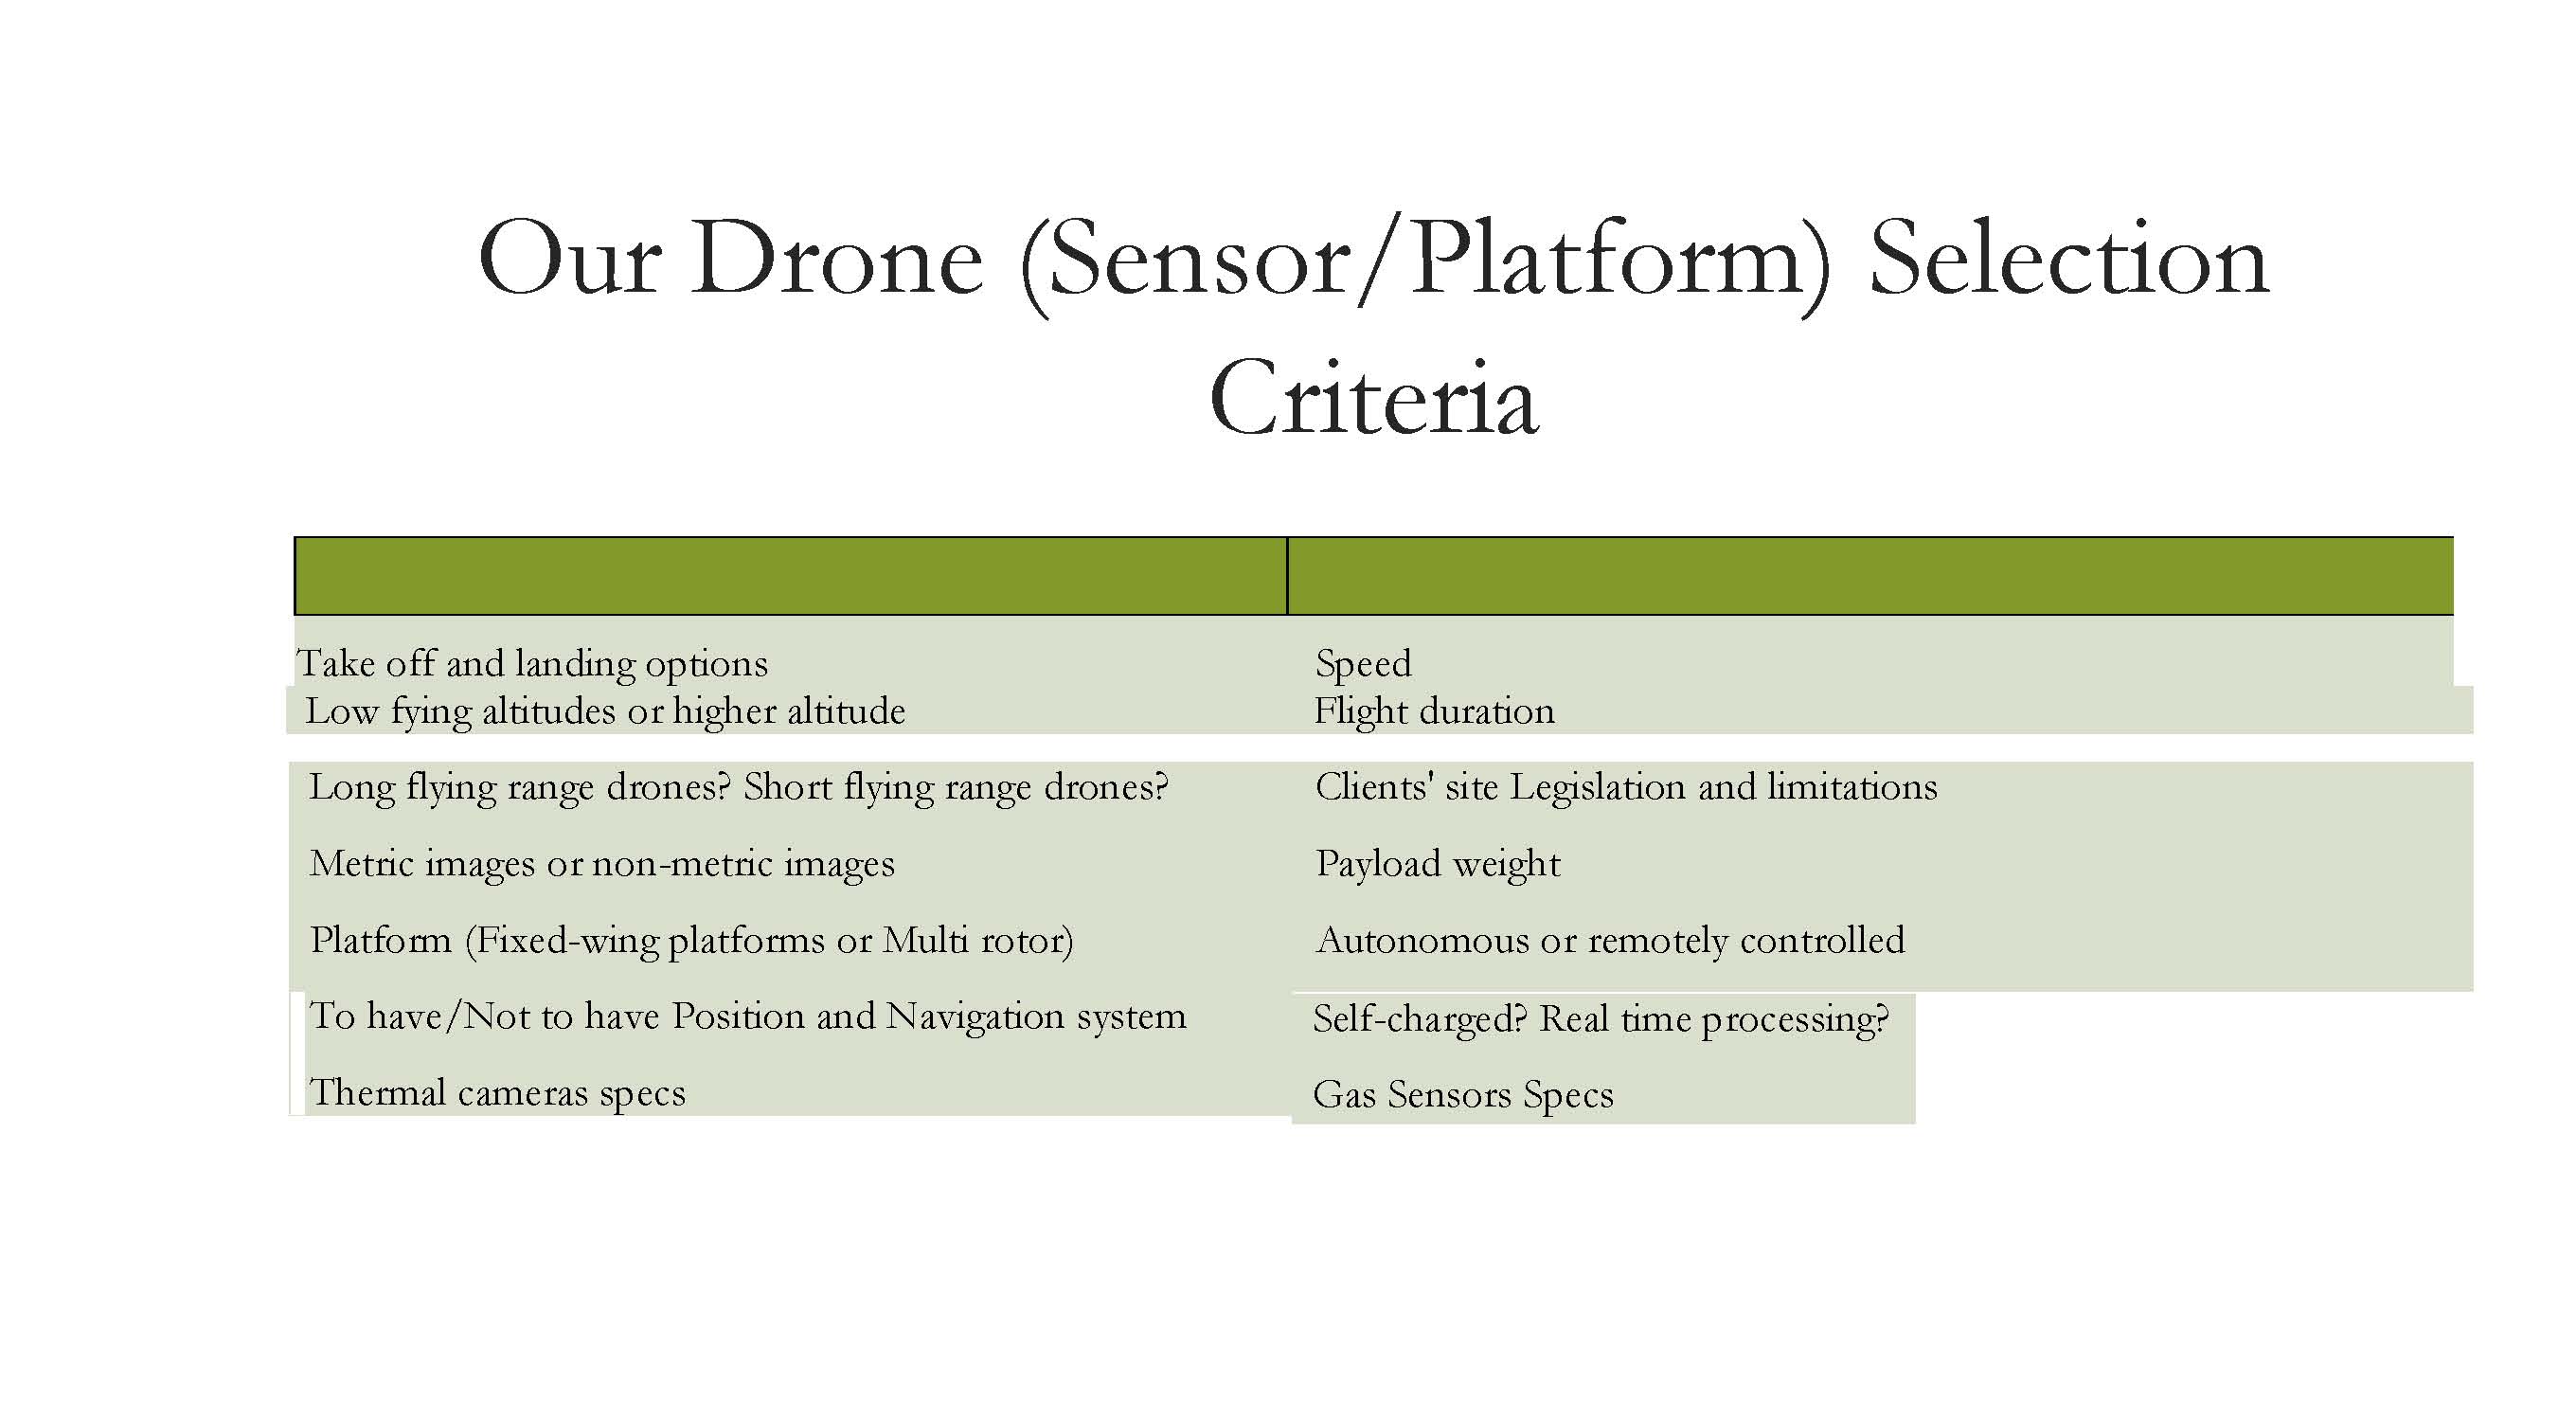 Our Drone (Sensor/Platform) Selection
Criteria
Take off and landing options
Speed
Low fying altitudes or higher altitude
Flight duration
Long flying range drones? Short flying range drones?
Clients' site Legislation and limitations
Metric images or non-metric images
Payload weight
Platform (Fixed-wing platforms or Multi rotor)
Autonomous or remotely controlled
To have/Not to have Position and Navigation system
Self-charged? Real time processing?
Thermal cameras specs
Gas Sensors Specs